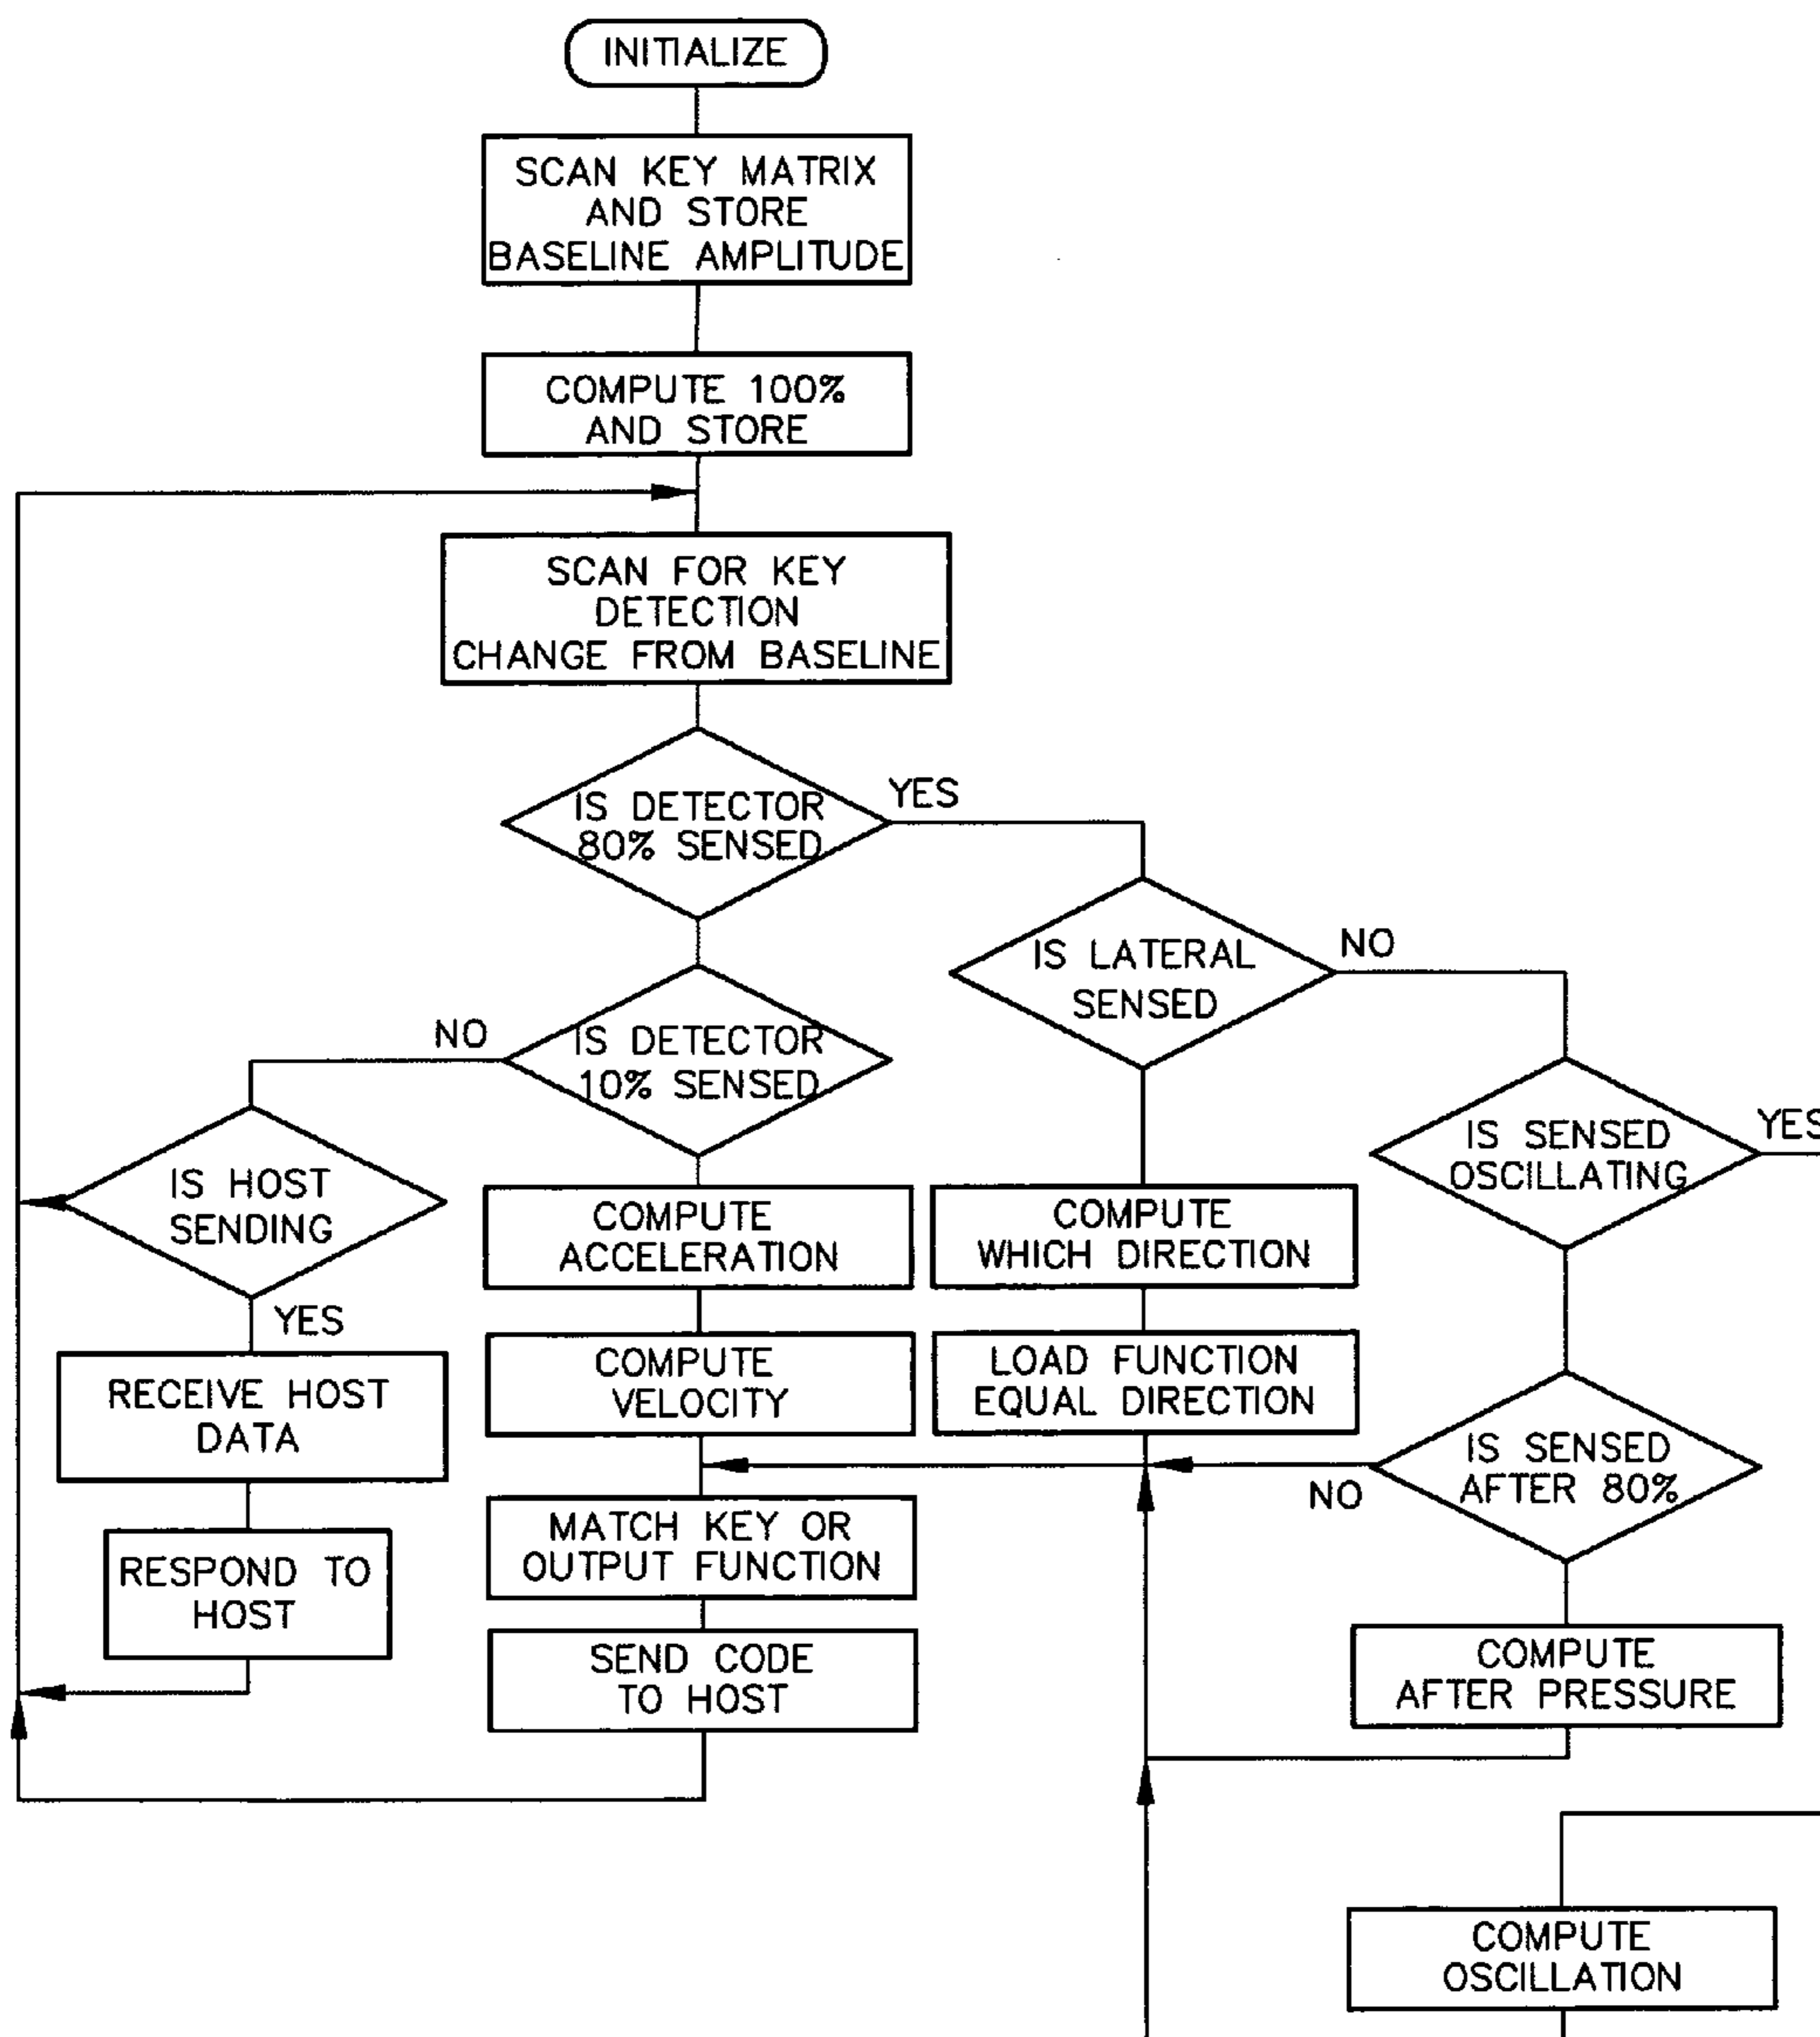 INITIALIZE
SCAN KEY MATRIX
AND STORE
BASELINE AMPLITUDE
COMPUTE 100%
AND STORE
SCAN FOR KEY
DETECTION
CHANGE FROM BASELINE
IS DETECTOR
80% SENSED
YES
IS LATERAL
SENSED
NO
IS DETECTOR
10% SENSED
NO
IS SENSED
OSCILLATING
YES
IS HOST
SENDING
YES
COMPUTE
ACCELERATION
COMPUTE
WHICH DIRECTION
RECEIVE HOST
DATA
COMPUTE
VELOCITY
LOAD FUNCTION
EQUAL DIRECTION
IS SENSED
AFTER 80%
NO
RESPOND TO
HOST
MATCH KEY OR
OUTPUT FUNCTION
SEND CODE
TO HOST
COMPUTE
AFTER PRESSURE
COMPUTE
OSCILLATION